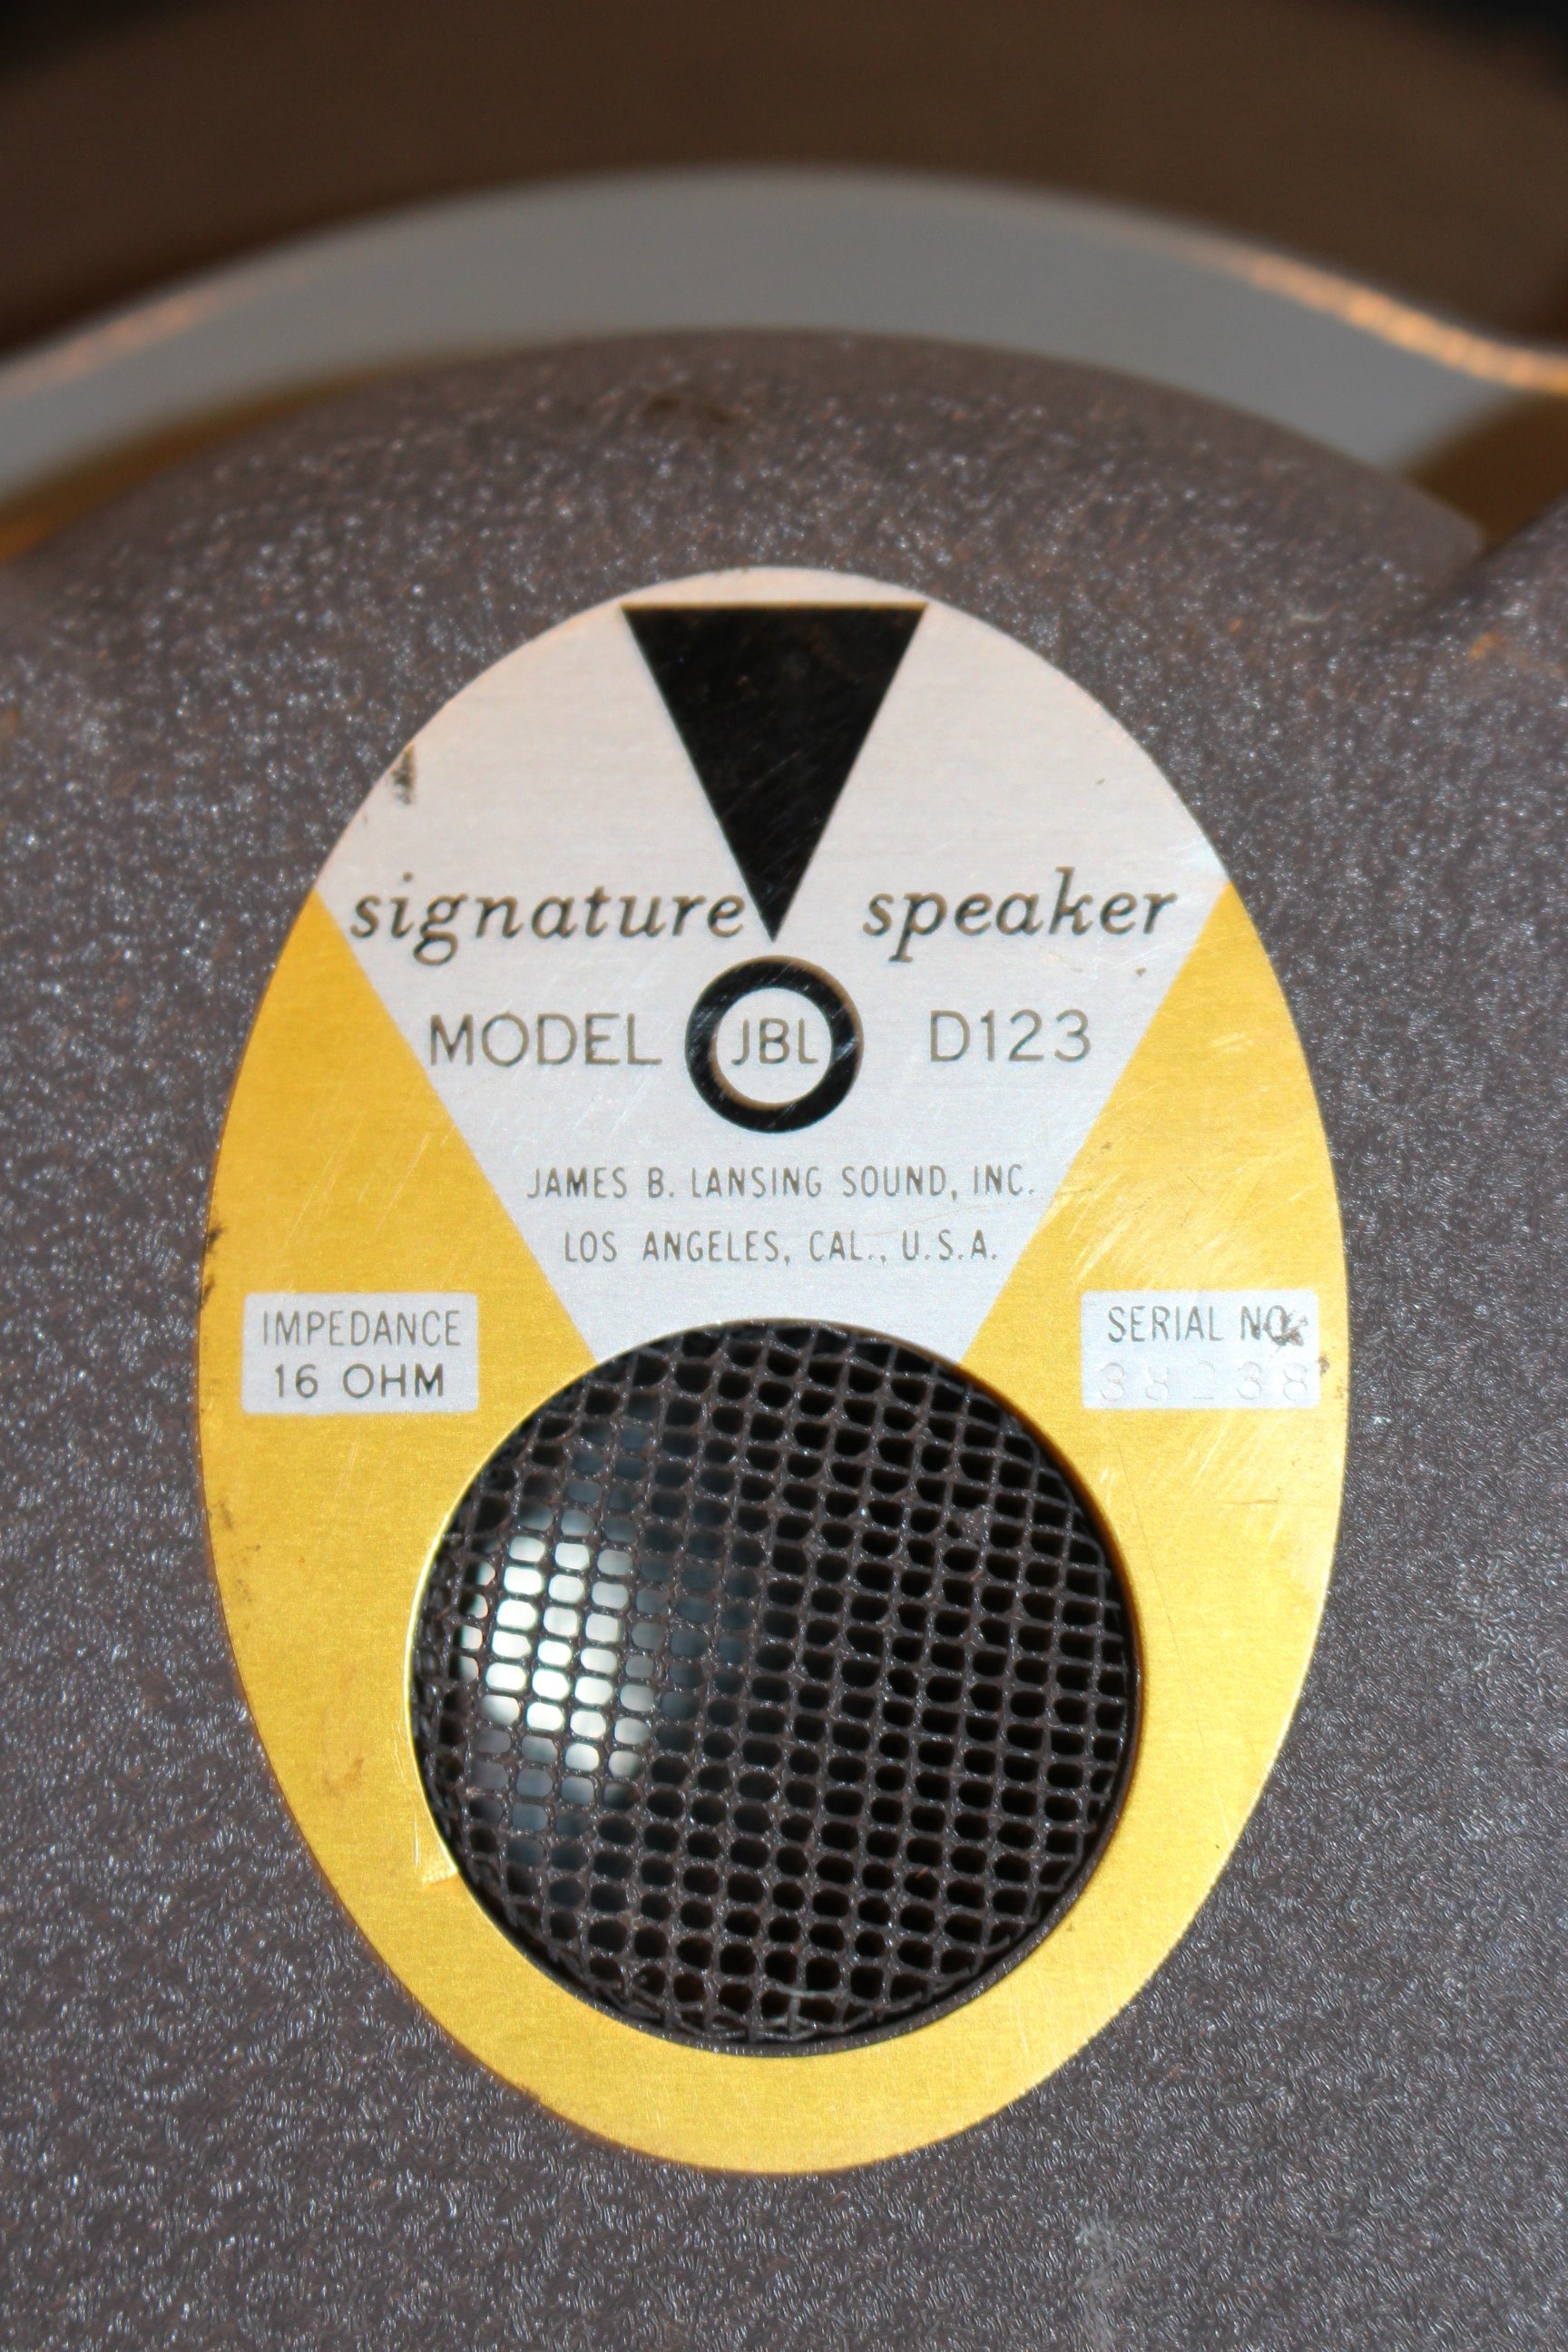 signature speaker
MODEL JBL D123
JAMES B. LANSING SOUND, INC.
LOS ANGELES, CAL., U.S.A.
IMPEDANCE
16 OHM
SERIAL NO.